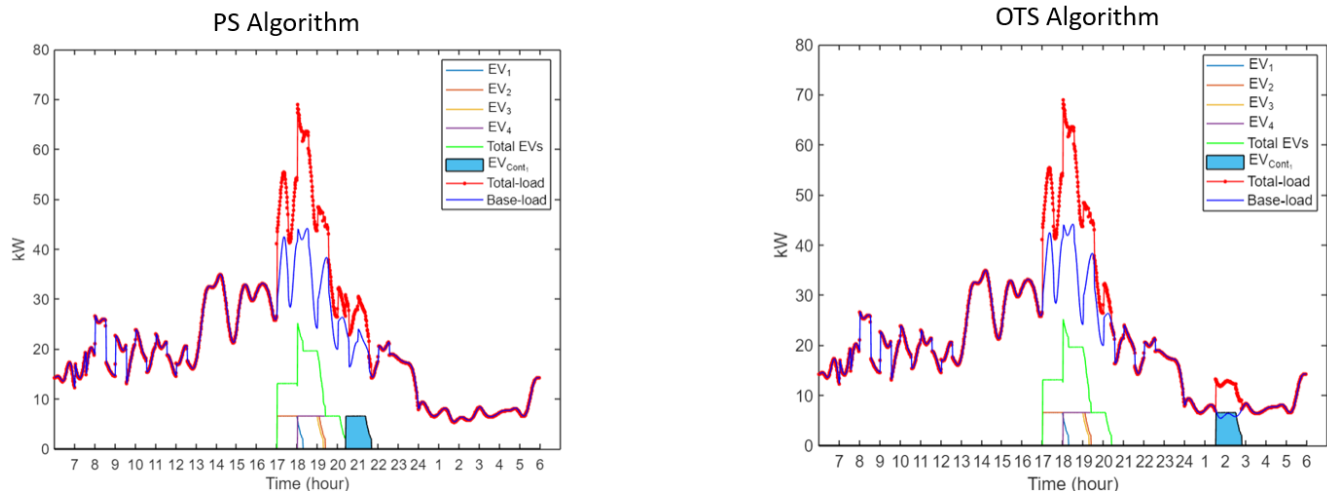 PS Algorithm
80
70
60
50
40
30
20
10
0
kW
EV1
EV2
EV3
EV4
Total EVs
EVCont1
Total-load
Base-load
7 8 9 10 11 12 13 14 15 16 17 18 19 20 21 22 23 24 1 2 3 4 5 6
Time (hour)
OTS Algorithm
80
70
60
50
40
30
20
10
0
kW
EV1
EV2
EV3
EV4
Total EVs
EVCont1
Total-load
Base-load
7 8 9 10 11 12 13 14 15 16 17 18 19 20 21 22 23 24 1 2 3 4 5 6
Time (hour)